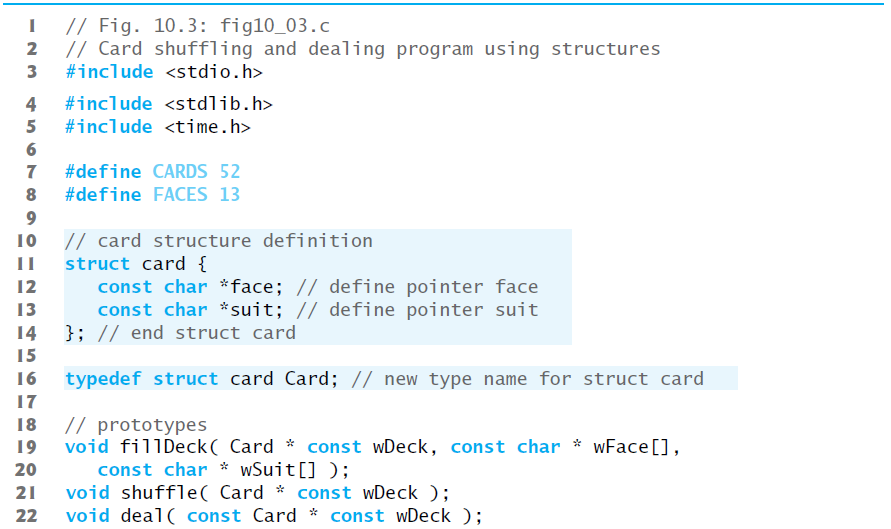 1 // Fig. 10.3: fig10_03.c
2 // Card shuffling and dealing program using structures
3 #include <stdio.h>
4 #include <stdlib.h>
5 #include <time.h>
6
7 #define CARDS 52
8 #define FACES 13
9
10 // card structure definition
11 struct card {
12    const char *face; // define pointer face
13    const char *suit; // define pointer suit
14 }; // end struct card
15
16 typedef struct card Card; // new type name for struct card
17
18 // prototypes
19 void fillDeck( Card * const wDeck, const char * wFace[],
20    const char * wSuit[] );
21 void shuffle( Card * const wDeck );
22 void deal( const Card * const wDeck );